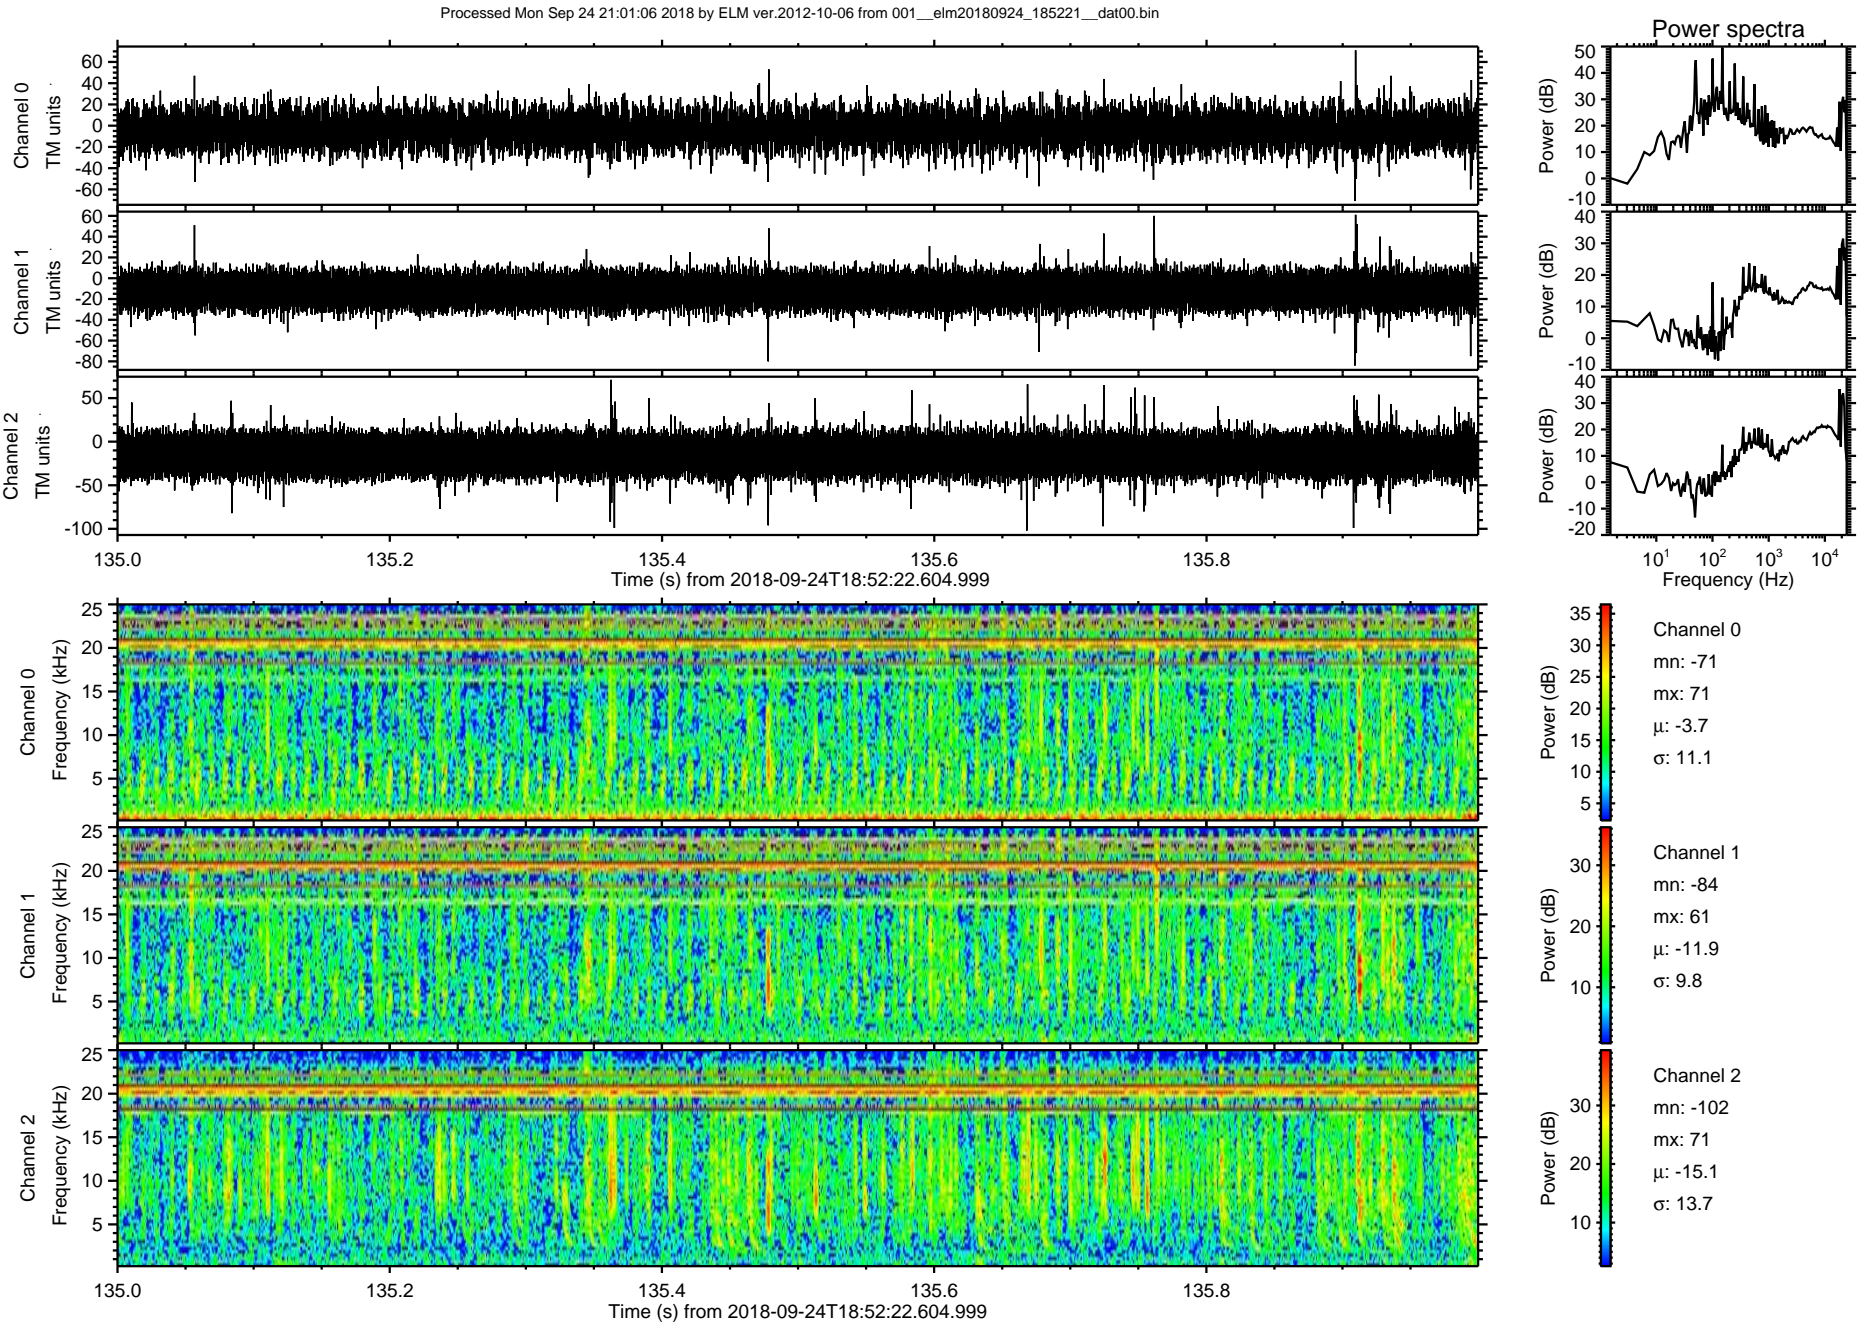 Processed Mon Sep 24 21:01:06 2018 by ELM ver.2012-10-06 from 001__elm20180924_185221__dat00.bin
Power spectra
Channel 0
TM units
60
40
20
0
-20
-40
-60
Power (dB)
50
40
30
20
10
0
-10
Channel 1
TM units
60
40
20
0
-20
-40
-60
-80
Power (dB)
40
30
20
10
0
-10
Channel 2
TM units
50
0
-50
-100
Power (dB)
40
30
20
10
0
-10
-20
135.0 135.2 135.4 135.6 135.8
Time (s) from 2018-09-24T18:52:22.604.999
10^1 10^2 10^3 10^4
Frequency (Hz)
Channel 0
Frequency (kHz)
25
20
15
10
5
Power (dB)
35
30
25
20
15
10
5
Channel 0
mn: -71
mx: 71
μ: -3.7
σ: 11.1
Channel 1
Frequency (kHz)
25
20
15
10
5
Power (dB)
30
20
10
Channel 1
mn: -84
mx: 61
μ: -11.9
σ: 9.8
Channel 2
Frequency (kHz)
25
20
15
10
5
Power (dB)
30
20
10
Channel 2
mn: -102
mx: 71
μ: -15.1
σ: 13.7
135.0 135.2 135.4 135.6 135.8
Time (s) from 2018-09-24T18:52:22.604.999